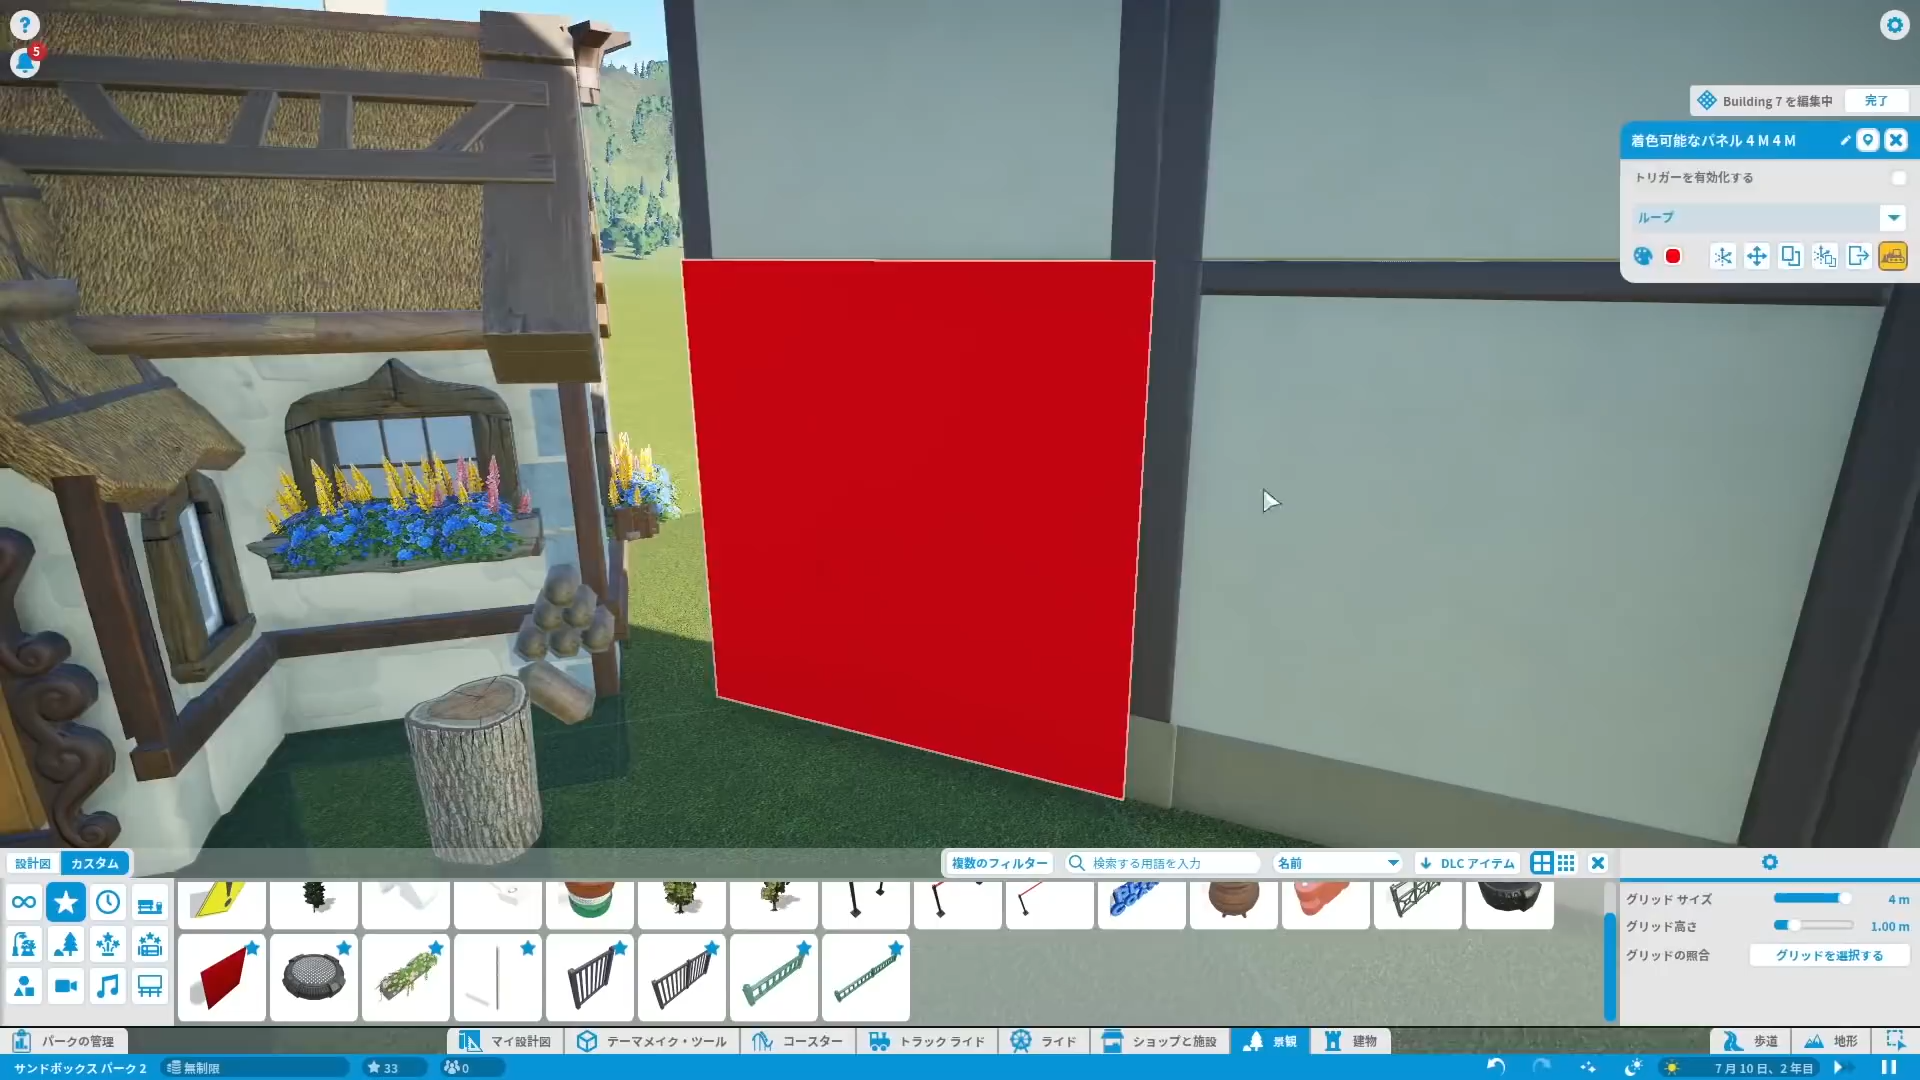 ?
5
Building 7 を編集中
完了
着色可能なパネル 4 M 4 M
トリガーを有効化する
ループ
設計図
カスタム
複数のフィルター
検索する用語を入力
名前
DLC アイテム
グリッド サイズ
4 m
グリッド高さ
1.00 m
グリッドの照合
グリッドを選択する
パークの管理
マイ設計図
テーマメイク・ツール
コースター
トラック ライド
ライド
ショップと施設
景観
建物
歩道
地形
サンドボックス パーク 2
無制限
33
0
7 月 10 日、2 年目